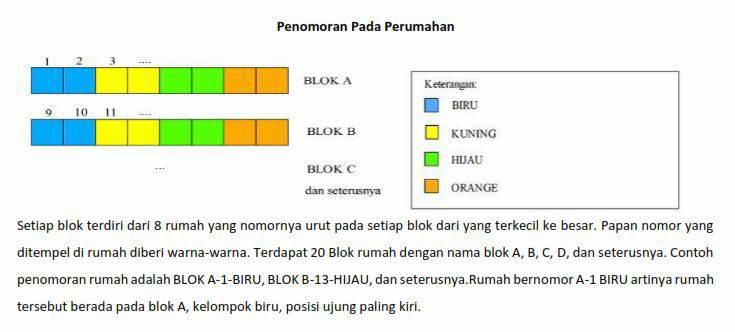 Penomoran Pada Perumahan
1 2 3 ....
BLOK A
9 10 11 ....
BLOK B
...
BLOK C
dan seterusnya
Keterangan:
BIRU
KUNING
HIJAU
ORANGE
Setiap blok terdiri dari 8 rumah yang nomornya urut pada setiap blok dari yang terkecil ke besar. Papan nomor yang
ditempel di rumah diberi warna-warna. Terdapat 20 Blok rumah dengan nama blok A, B, C, D, dan seterusnya. Contoh
penomoran rumah adalah BLOK A-1-BIRU, BLOK B-13-HIJAU, dan seterusnya.Rumah bernomor A-1 BIRU artinya rumah
tersebut berada pada blok A, kelompok biru, posisi ujung paling kiri.